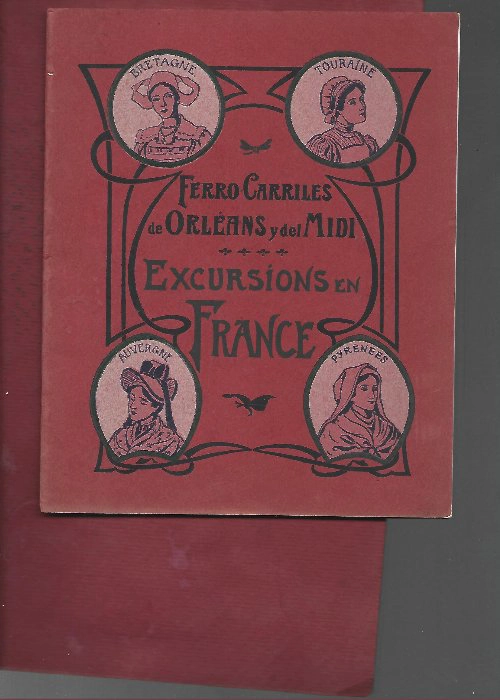 BRETAGNE
TOURAINE
FERRO CARRILES
de ORLÉANS y del MIDI
EXCURSIONS EN
FRANCE
AUVERGNE
PYRENEES